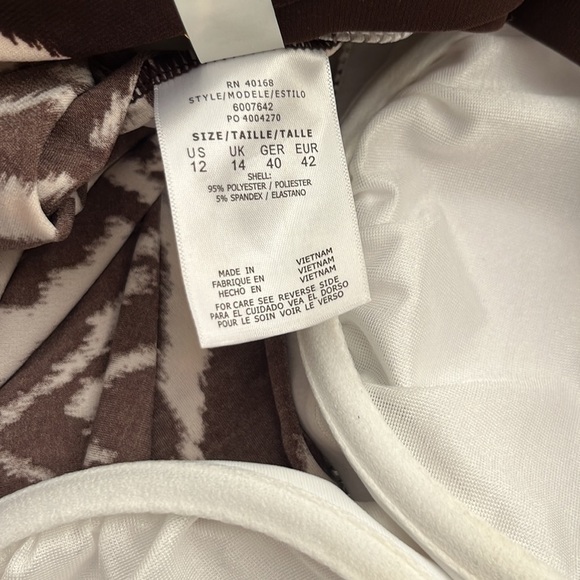 RN 40168
STYLE/MODELE/ESTILO
6007642
PO 4004270
SIZE/TAILLE/TALLE
US UK GER EUR
12 14 40 42
SHELL:
95% POLYESTER / POLIESTER
5% SPANDEX / ELASTANO
MADE IN VIETNAM
FABRIQUE EN VIETNAM
HECHO EN VIETNAM
FOR CARE SEE REVERSE SIDE
PARA EL CUIDADO VEA EL DORSO
POUR LE SOIN VOIR LE VERSO